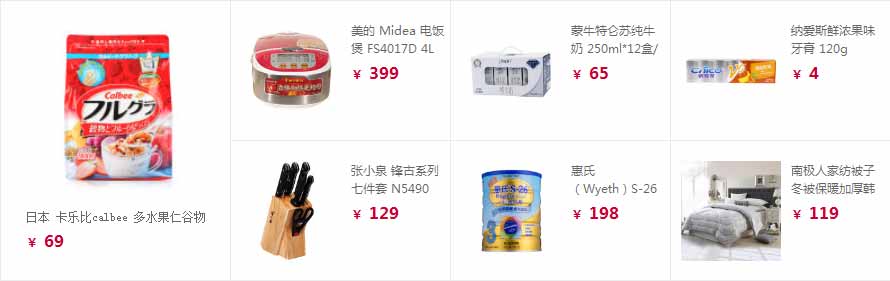 Calbee
フルグラ
日本 卡乐比calbee 多水果仁谷物
¥ 69
美的 Midea 电饭
煲 FS4017D 4L
¥ 399
蒙牛特仑苏纯牛
奶 250ml*12盒/
¥ 65
纳爱斯鲜浓果味
牙膏 120g
¥ 4
张小泉 锋古系列
七件套 N5490
¥ 129
惠氏 S-26
3
惠氏
（Wyeth）S-26
¥ 198
南极人家纺被子
冬被保暖加厚韩
¥ 119